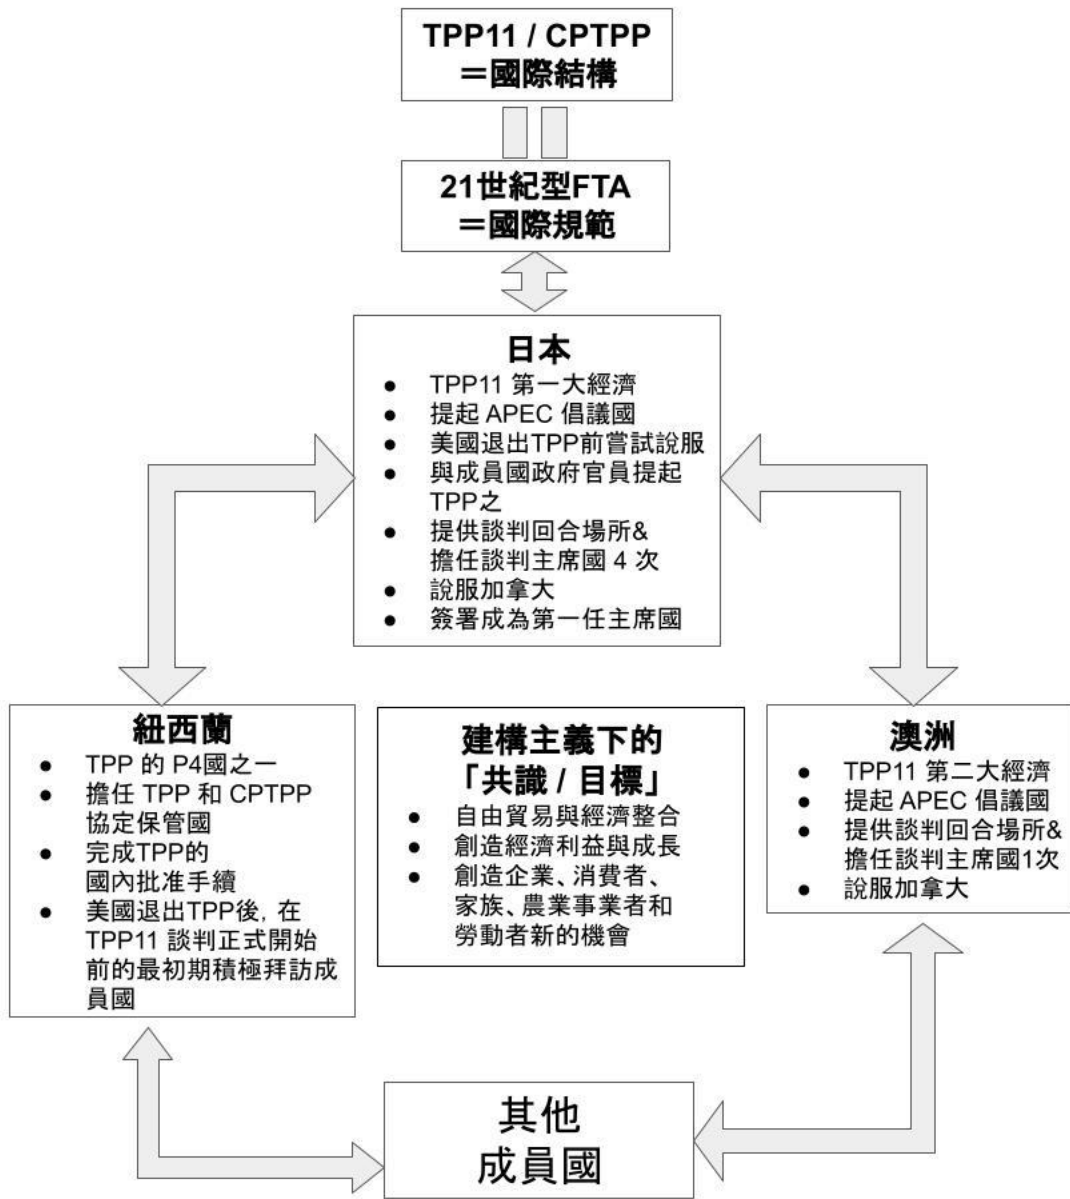 TPP11 / CPTPP
＝國際結構
21世紀型FTA
＝國際規範
日本
● TPP11 第一大經濟
● 提起 APEC 倡議國
● 美國退出TPP前嘗試說服
● 與成員國政府官員提起
TPP之
● 提供談判回合場所&
擔任談判主席國 4 次
● 說服加拿大
● 簽署成為第一任主席國
紐西蘭
● TPP 的 P4國之一
● 擔任 TPP 和 CPTPP
協定保管國
● 完成TPP的
國內批准手續
● 美國退出TPP後, 在
TPP11 談判正式開始
前的最初期積極拜訪成
員國
建構主義下的
「共識 / 目標」
● 自由貿易與經濟整合
● 創造經濟利益與成長
● 創造企業、消費者、
家族、農業事業者和
勞動者新的機會
澳洲
● TPP11 第二大經濟
● 提起 APEC 倡議國
● 提供談判回合場所&
擔任談判主席國1次
● 說服加拿大
其他
成員國